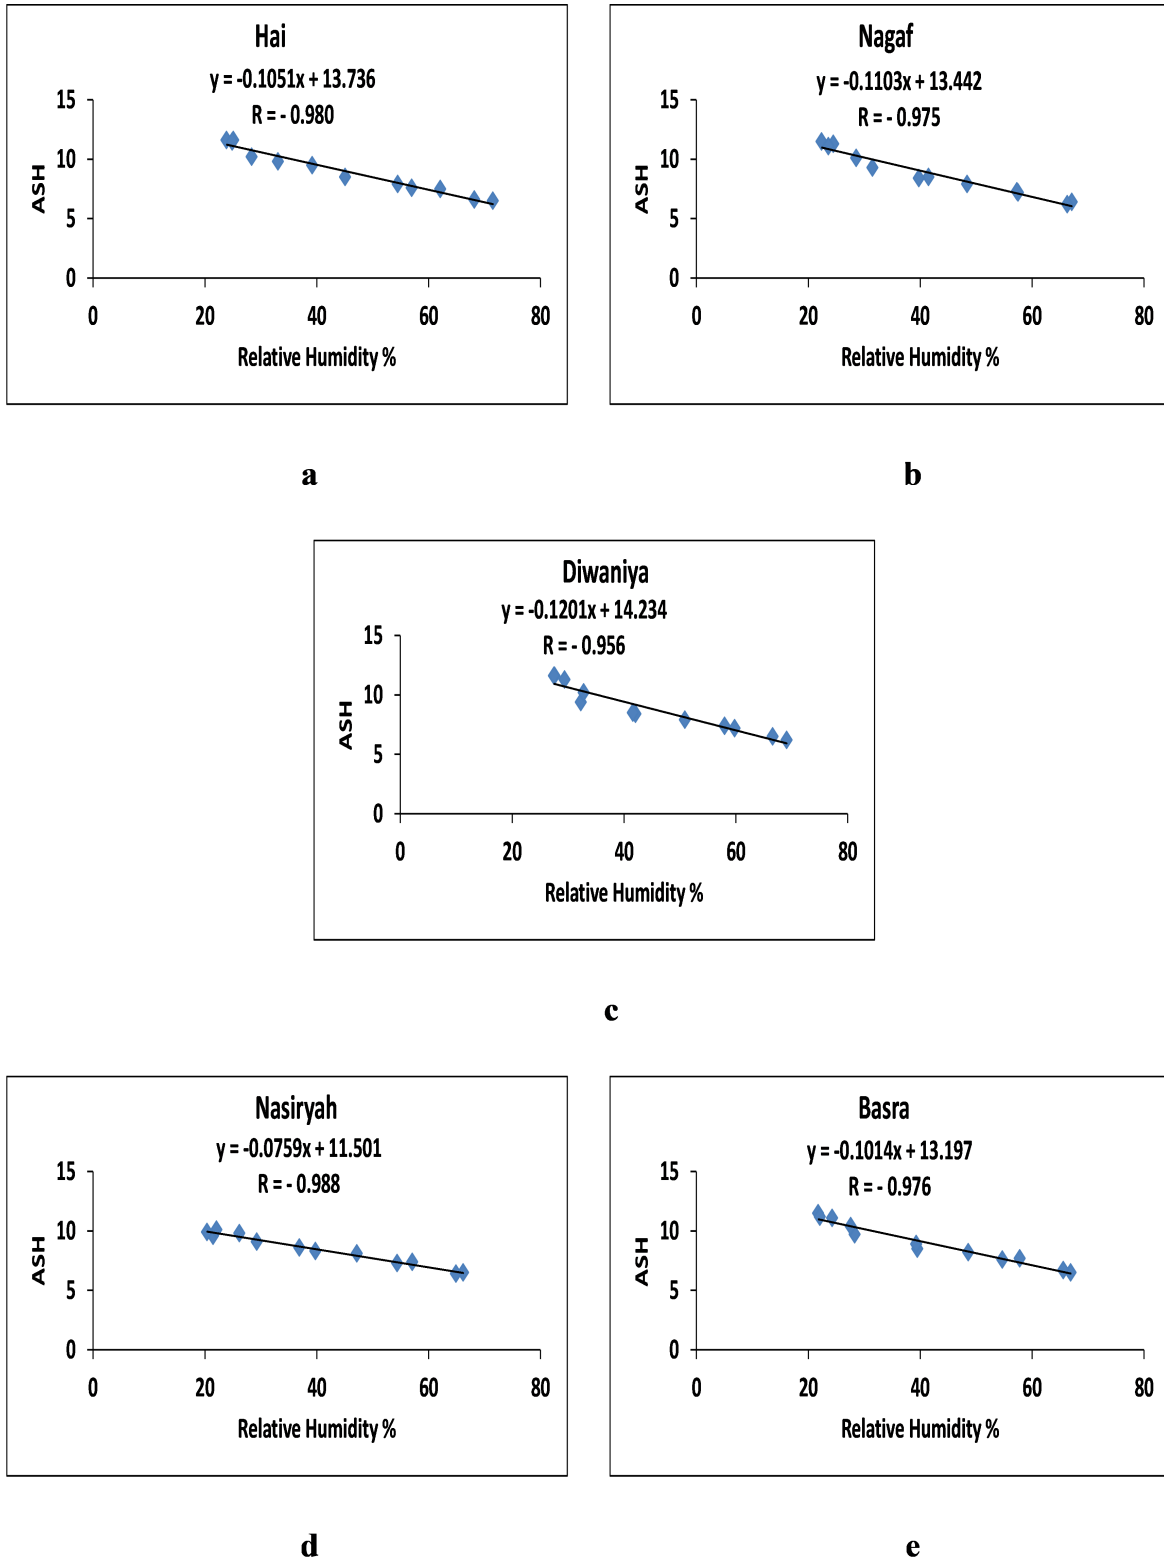 Hai
y = -0.1051x + 13.736
R = - 0.980
15
10
5
0
ASH
0 20 40 60 80
Relative Humidity %
a
Nagaf
y = -0.1103x + 13.442
R = - 0.975
15
10
5
0
ASH
0 20 40 60 80
Relative Humidity %
b
Diwaniya
y = -0.1201x + 14.234
R = - 0.956
15
10
5
0
ASH
0 20 40 60 80
Relative Humidity %
c
Nasiryah
y = -0.0759x + 11.501
R = - 0.988
15
10
5
0
ASH
0 20 40 60 80
Relative Humidity %
d
Basra
y = -0.1014x + 13.197
R = - 0.976
15
10
5
0
ASH
0 20 40 60 80
Relative Humidity %
e